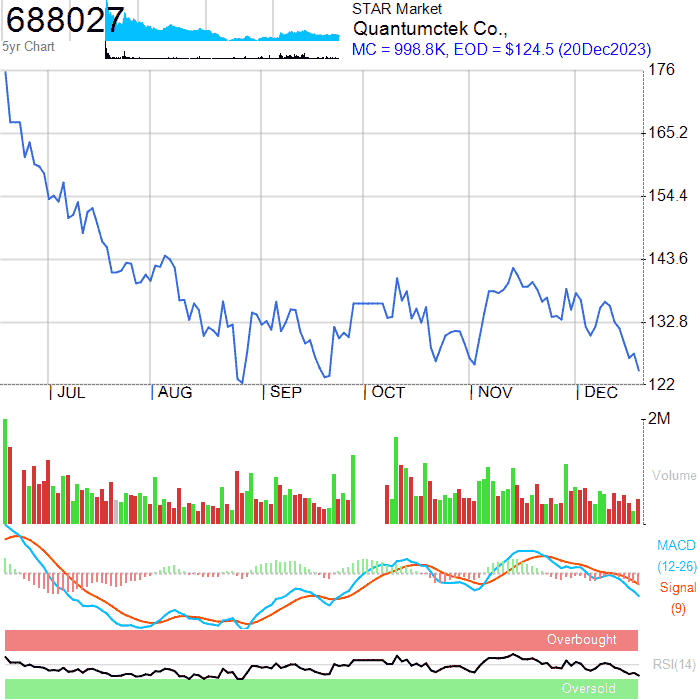 688027
5yr Chart
STAR Market
Quantumctek Co.,
MC = 998.8K, EOD = $124.5 (20Dec2023)
176
165.2
154.4
143.6
132.8
122
JUL
AUG
SEP
OCT
NOV
DEC
2M
Volume
MACD
(12-26)
Signal
(9)
Overbought
RSI(14)
Oversold